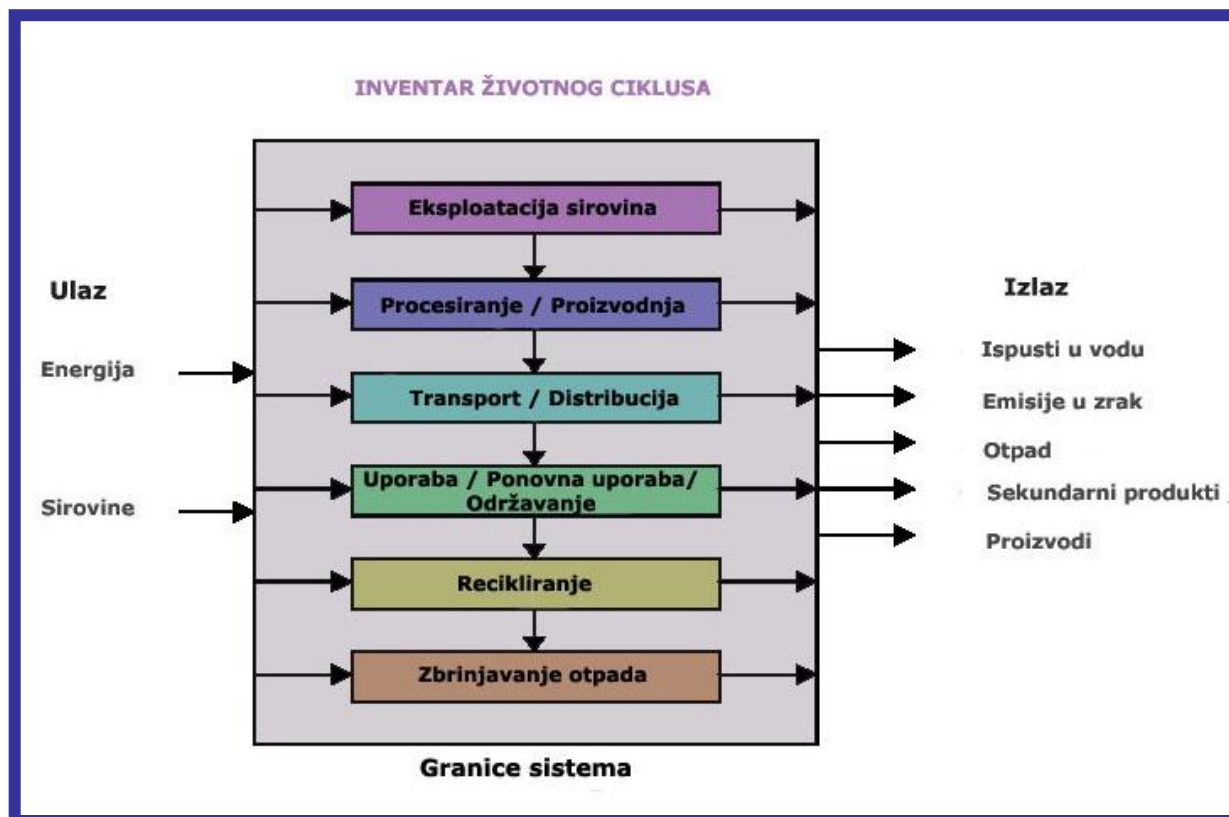 INVENTAR ŽIVOTNOG CIKLUSA
Eksploatacija sirovina
Ulaz
Procesiranje / Proizvodnja
Izlaz
Energija
Transport / Distribucija
Ispusti u vodu
Emisije u zrak
Otpad
Sirovine
Uporaba / Ponovna uporaba/
Održavanje
Sekundarni produkti
Proizvodi
Recikliranje
Zbrinjavanje otpada
Granice sistema